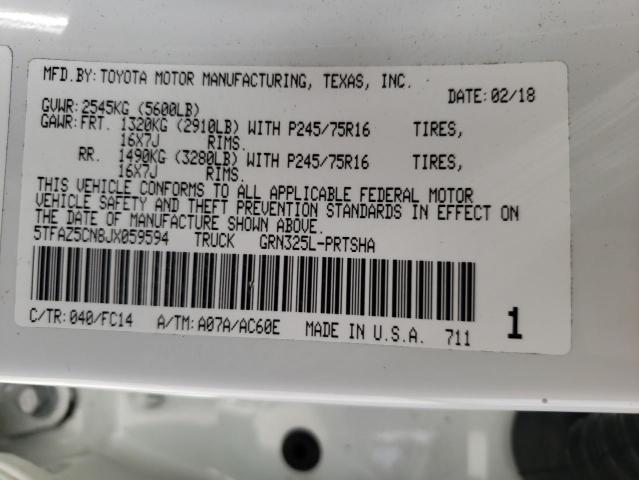 MFD.BY: TOYOTA MOTOR MANUFACTURING, TEXAS, INC.
DATE: 02/18
GVWR: 2545KG (5600LB)
GAWR: FRT. 1320KG (2910LB) WITH P245/75R16 TIRES,
16X7J RIMS.
RR. 1490KG (3280LB) WITH P245/75R16 TIRES,
16X7J RIMS.
THIS VEHICLE CONFORMS TO ALL APPLICABLE FEDERAL MOTOR
VEHICLE SAFETY AND THEFT PREVENTION STANDARDS IN EFFECT ON
THE DATE OF MANUFACTURE SHOWN ABOVE.
5TFAZ5CN8JX059594 TRUCK GRN325L-PRTSHA
C/TR: 040/FC14 A/TM: A07A/AC60E MADE IN U.S.A. 711 1